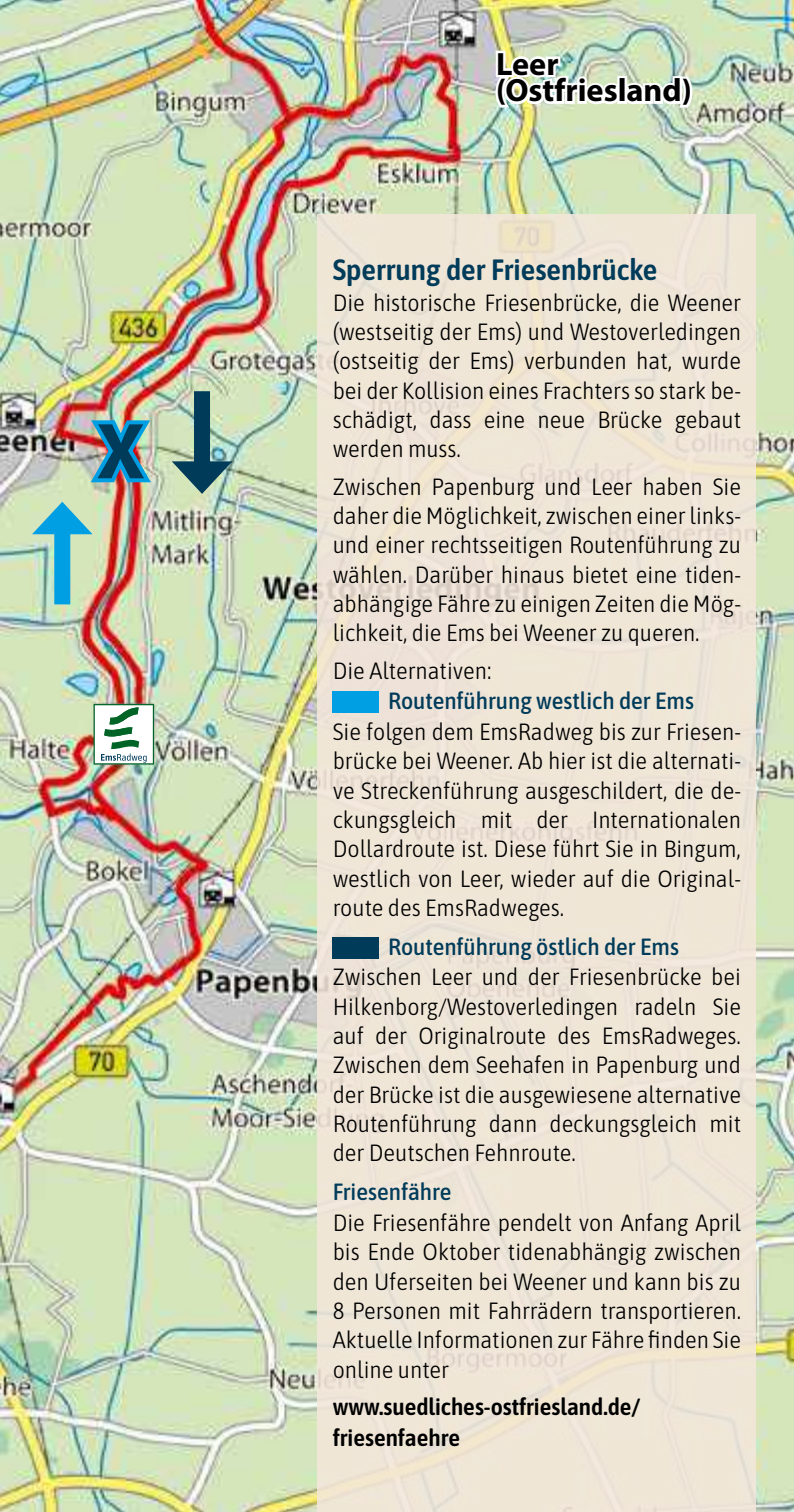 Leer
(Ostfriesland)
Neub
Amdorf
Bingum
Esklum
Driever
ermoor
70
436
Grotegas
eener
X
Mitling-
Mark
Wes
Halte
EmsRadweg
Völlen
Bokel
Papenbu
70
Aschend
Moor-Sied
Neulehe
he
hor
Hah
Sperrung der Friesenbrücke
Die historische Friesenbrücke, die Weener
(westseitig der Ems) und Westoverledingen
(ostseitig der Ems) verbunden hat, wurde
bei der Kollision eines Frachters so stark be-
schädigt, dass eine neue Brücke gebaut
werden muss.
Zwischen Papenburg und Leer haben Sie
daher die Möglichkeit, zwischen einer links-
und einer rechtsseitigen Routenführung zu
wählen. Darüber hinaus bietet eine tiden-
abhängige Fähre zu einigen Zeiten die Mög-
lichkeit, die Ems bei Weener zu queren.
Die Alternativen:
Routenführung westlich der Ems
Sie folgen dem EmsRadweg bis zur Friesen-
brücke bei Weener. Ab hier ist die alternati-
ve Streckenführung ausgeschildert, die de-
ckungsgleich mit der Internationalen
Dollardroute ist. Diese führt Sie in Bingum,
westlich von Leer, wieder auf die Original-
route des EmsRadweges.
Routenführung östlich der Ems
Zwischen Leer und der Friesenbrücke bei
Hilkenborg/Westoverledingen radeln Sie
auf der Originalroute des EmsRadweges.
Zwischen dem Seehafen in Papenburg und
der Brücke ist die ausgewiesene alternative
Routenführung dann deckungsgleich mit
der Deutschen Fehnroute.
Friesenfähre
Die Friesenfähre pendelt von Anfang April
bis Ende Oktober tidenabhängig zwischen
den Uferseiten bei Weener und kann bis zu
8 Personen mit Fahrrädern transportieren.
Aktuelle Informationen zur Fähre finden Sie
online unter
www.suedliches-ostfriesland.de/
friesenfaehre